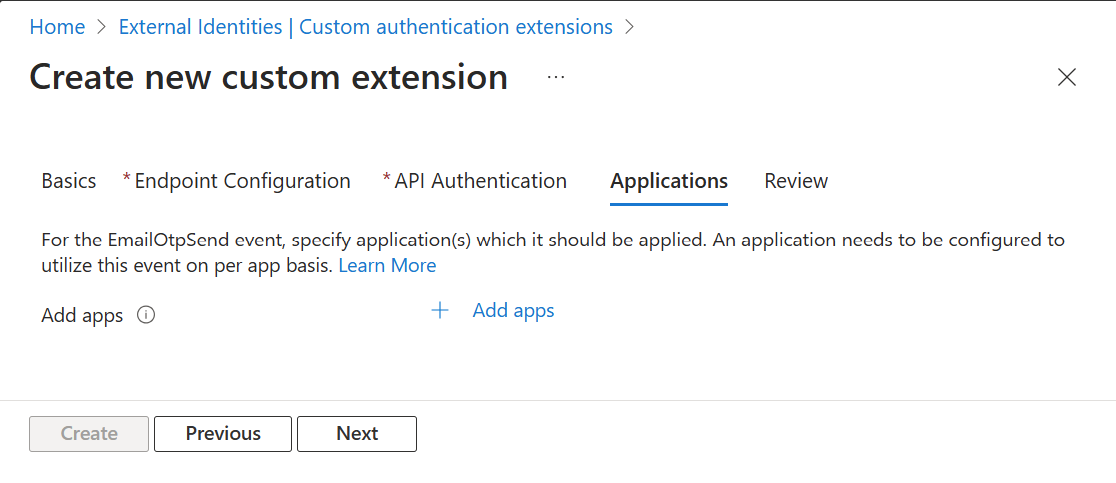 Home > External Identities | Custom authentication extensions >
Create new custom extension ...
Basics * Endpoint Configuration * API Authentication Applications Review
For the EmailOtpSend event, specify application(s) which it should be applied. An application needs to be configured to
utilize this event on per app basis. Learn More
Add apps + Add apps
Create Previous Next